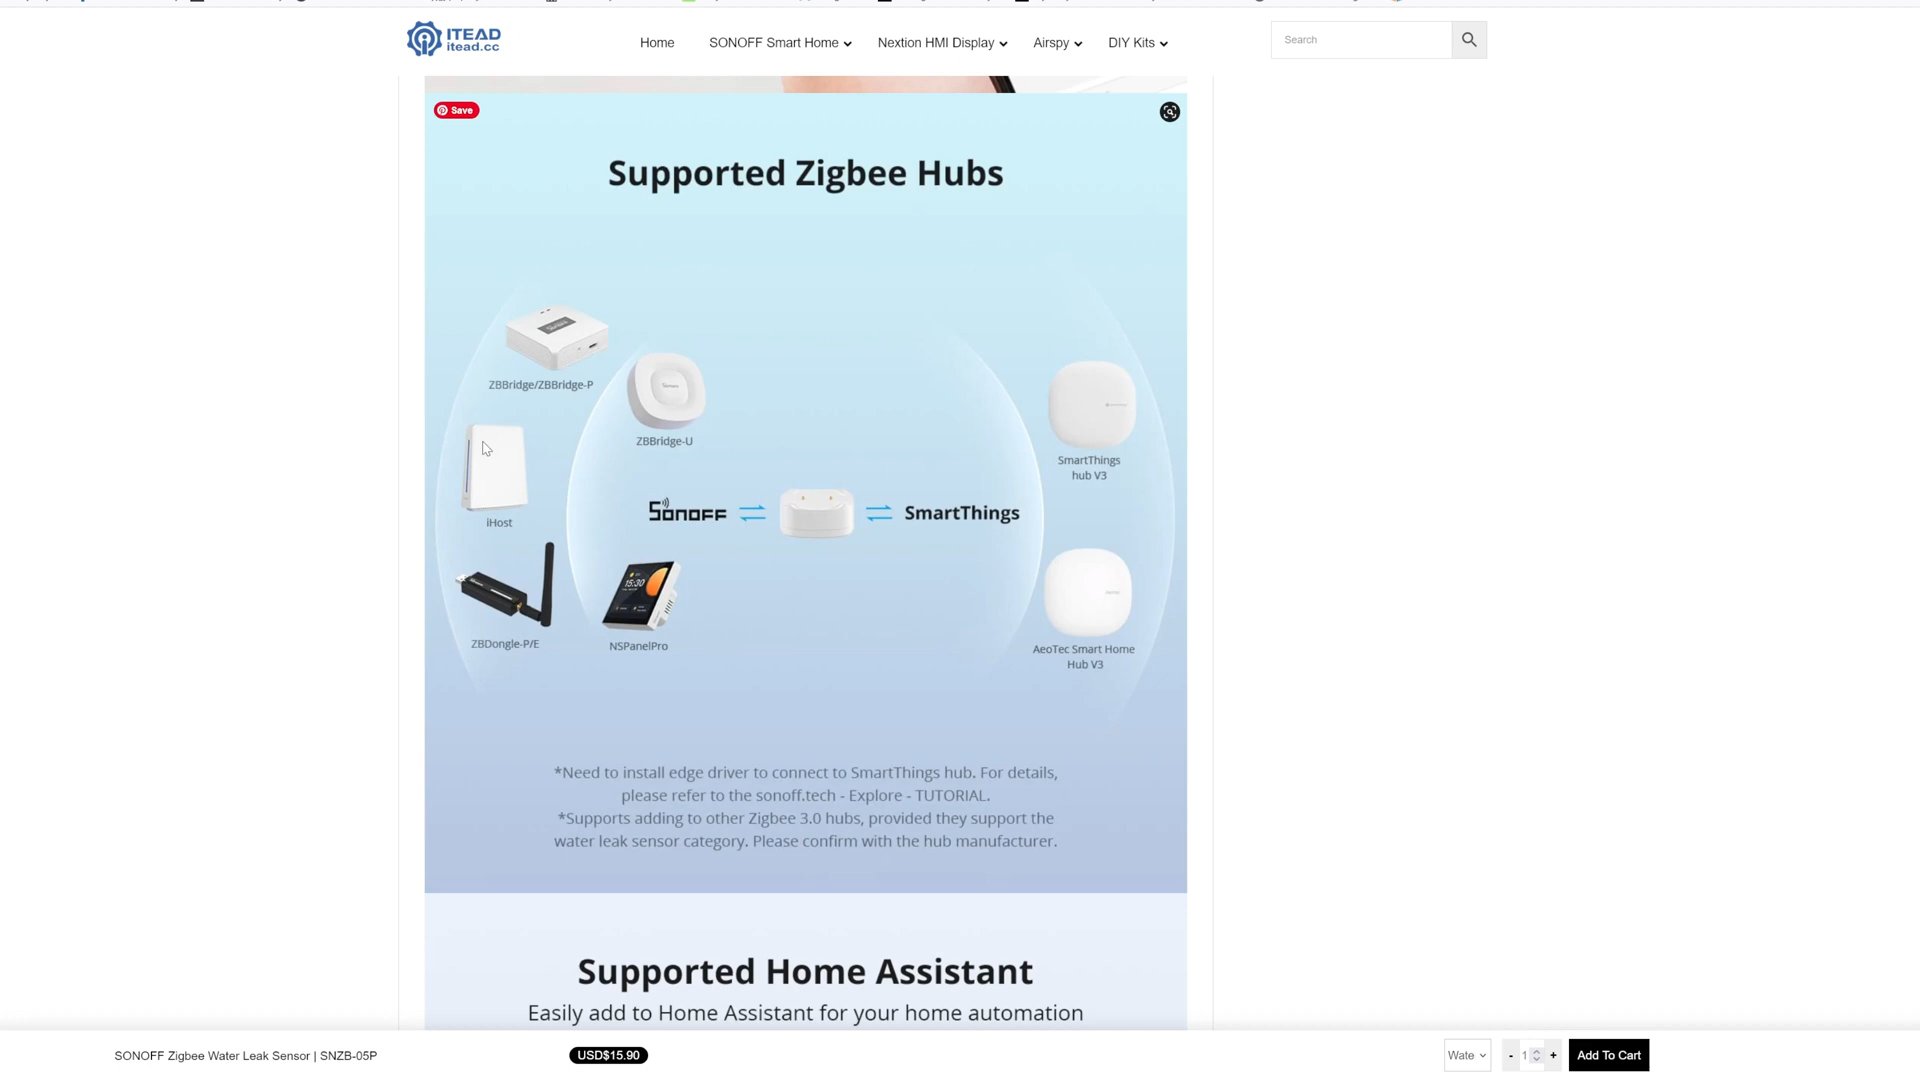 ITEAD
itead.cc
Home
SONOFF Smart Home
Nextion HMI Display
Airspy
DIY Kits
Search
Save
Supported Zigbee Hubs
ZBBridge/ZBBridge-P
ZBBridge-U
SmartThings
hub V3
iHost
SONOFF
SmartThings
15:30
ZBDongle-P/E
NSPanelPro
AeoTec Smart Home
Hub V3
*Need to install edge driver to connect to SmartThings hub. For details,
please refer to the sonoff.tech - Explore - TUTORIAL.
*Supports adding to other Zigbee 3.0 hubs, provided they support the
water leak sensor category. Please confirm with the hub manufacturer.
Supported Home Assistant
Easily add to Home Assistant for your home automation
SONOFF Zigbee Water Leak Sensor | SNZB-05P
USD$15.90
Wate
- 1 +
Add To Cart